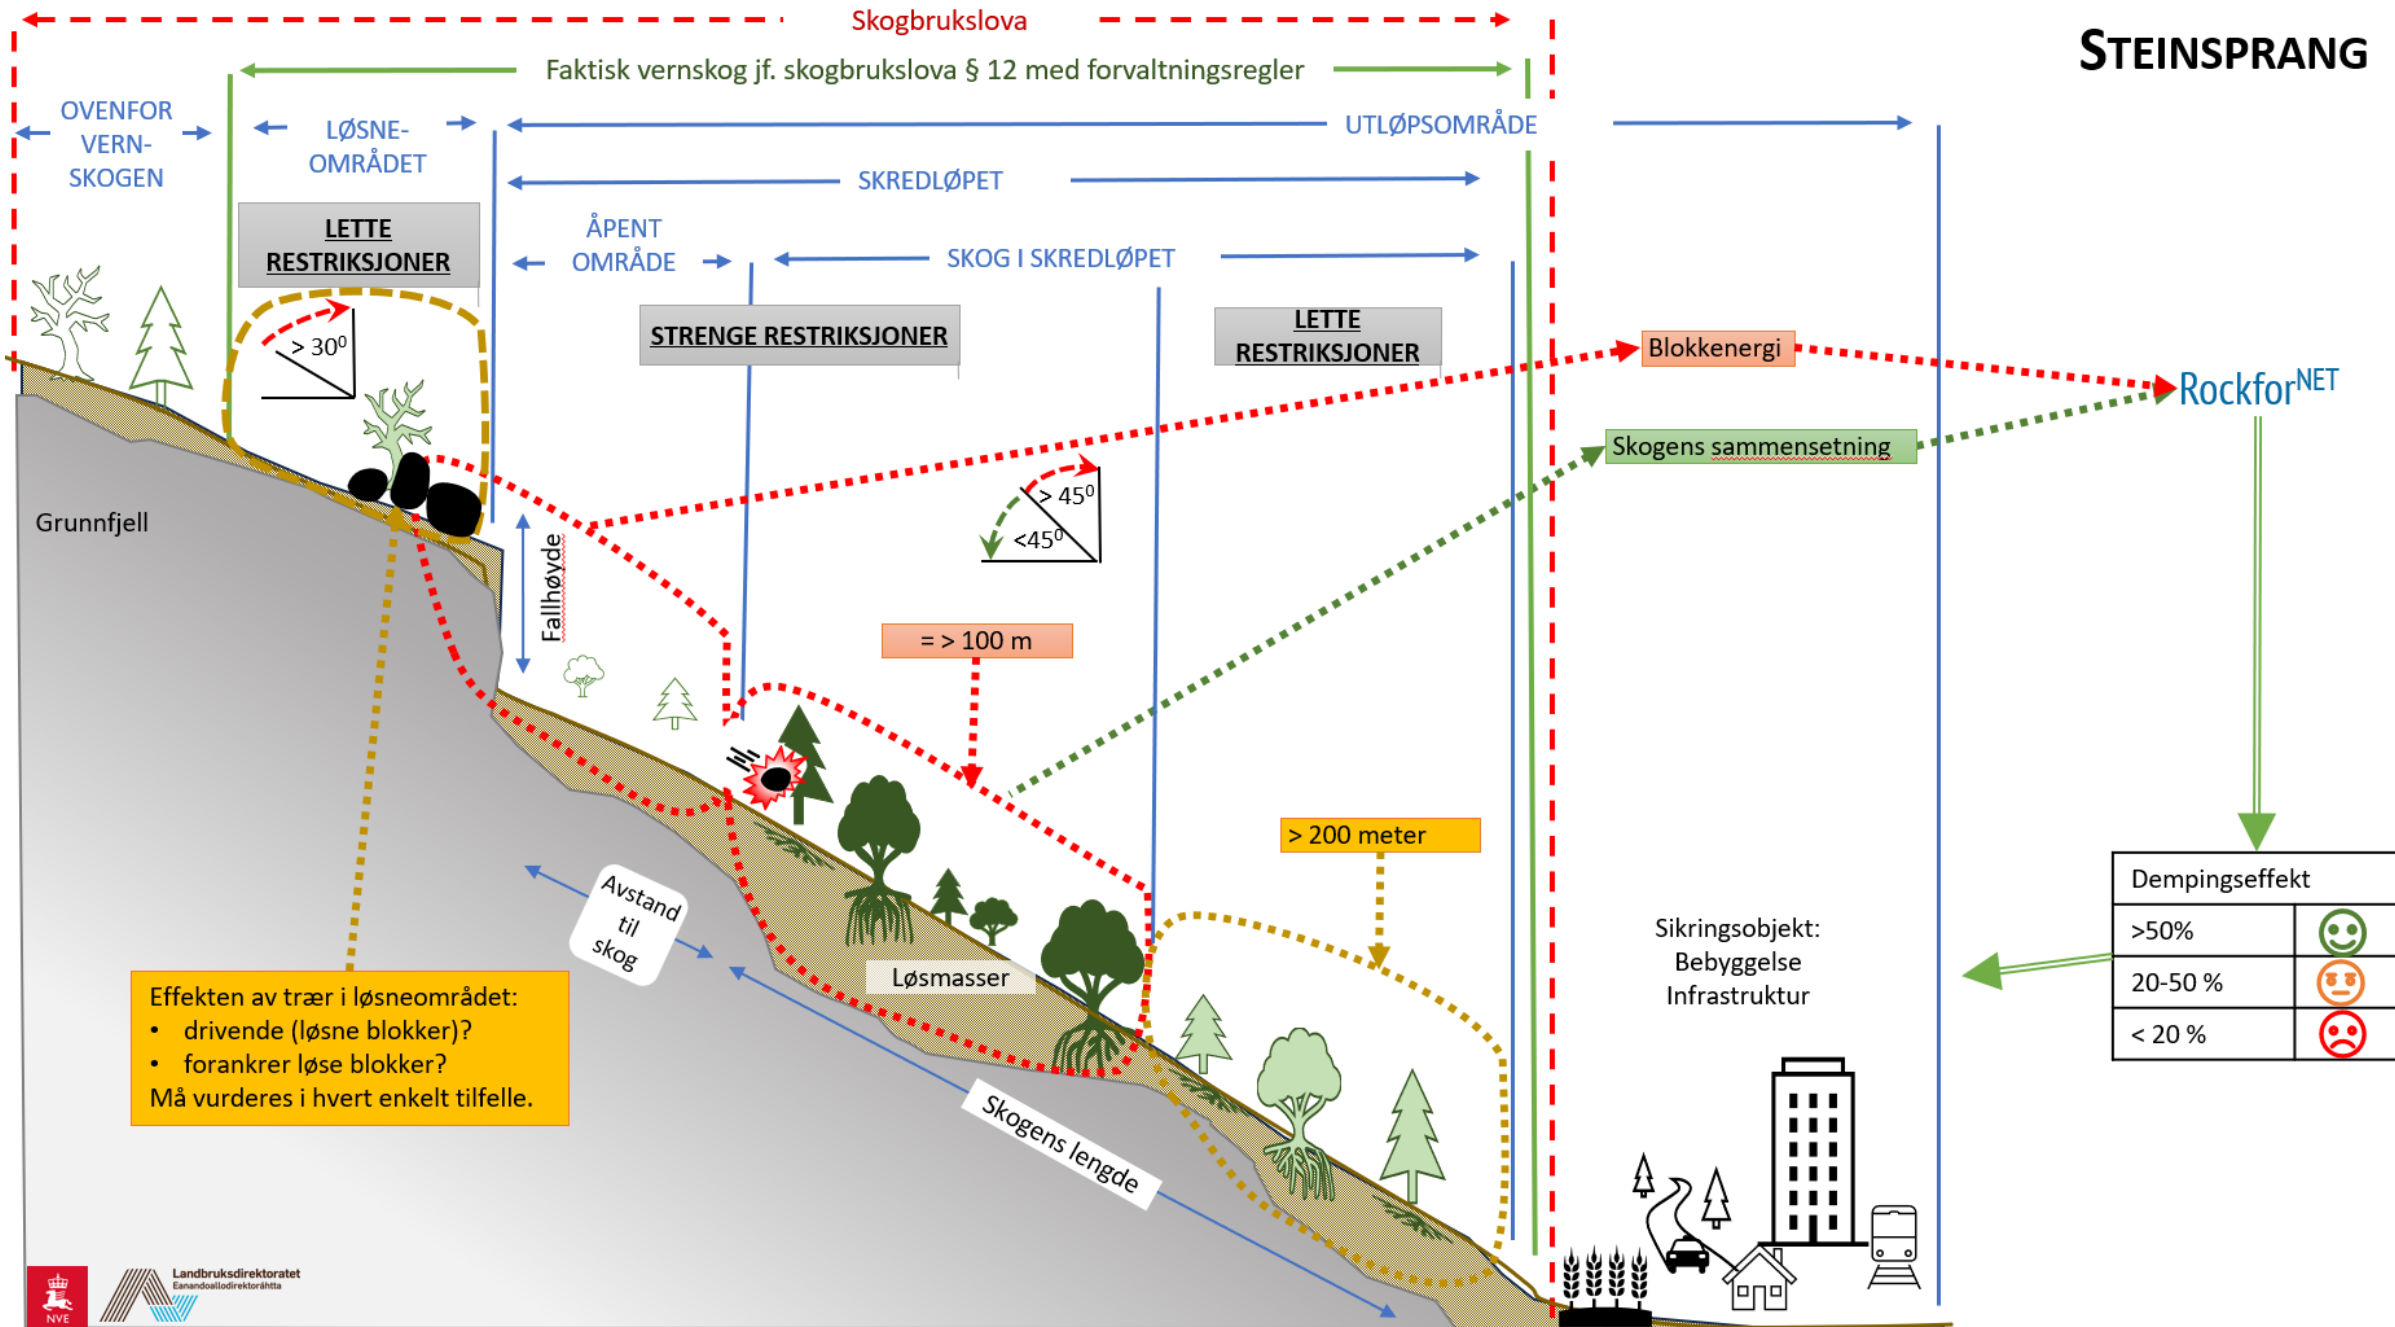 Skogbrukslova
STEINSPRANG
Faktisk vernskog jf. skogbrukslova § 12 med forvaltningsregler
OVENFOR
VERN-
SKOGEN
LØSNE-
OMRÅDET
UTLØPSOMRÅDE
SKREDLØPET
LETTE
RESTRIKSJONER
ÅPENT
OMRÅDE
SKOG I SKREDLØPET
STRENGE RESTRIKSJONER
LETTE
RESTRIKSJONER
> 30⁰
Blokkenergi
RockforNET
Skogens sammensetning
> 45⁰
<45⁰
Grunnfjell
Fallhøyde
= > 100 m
> 200 meter
Avstand
til
skog
Løsmasser
Sikringsobjekt:
Bebyggelse
Infrastruktur
Dempingseffekt
>50%
20-50 %
< 20 %
Effekten av trær i løsneområdet:
• drivende (løsne blokker)?
• forankrer løse blokker?
Må vurderes i hvert enkelt tilfelle.
Skogens lengde
NVE
Landbruksdirektoratet
Eanandoallodirektoráhtta